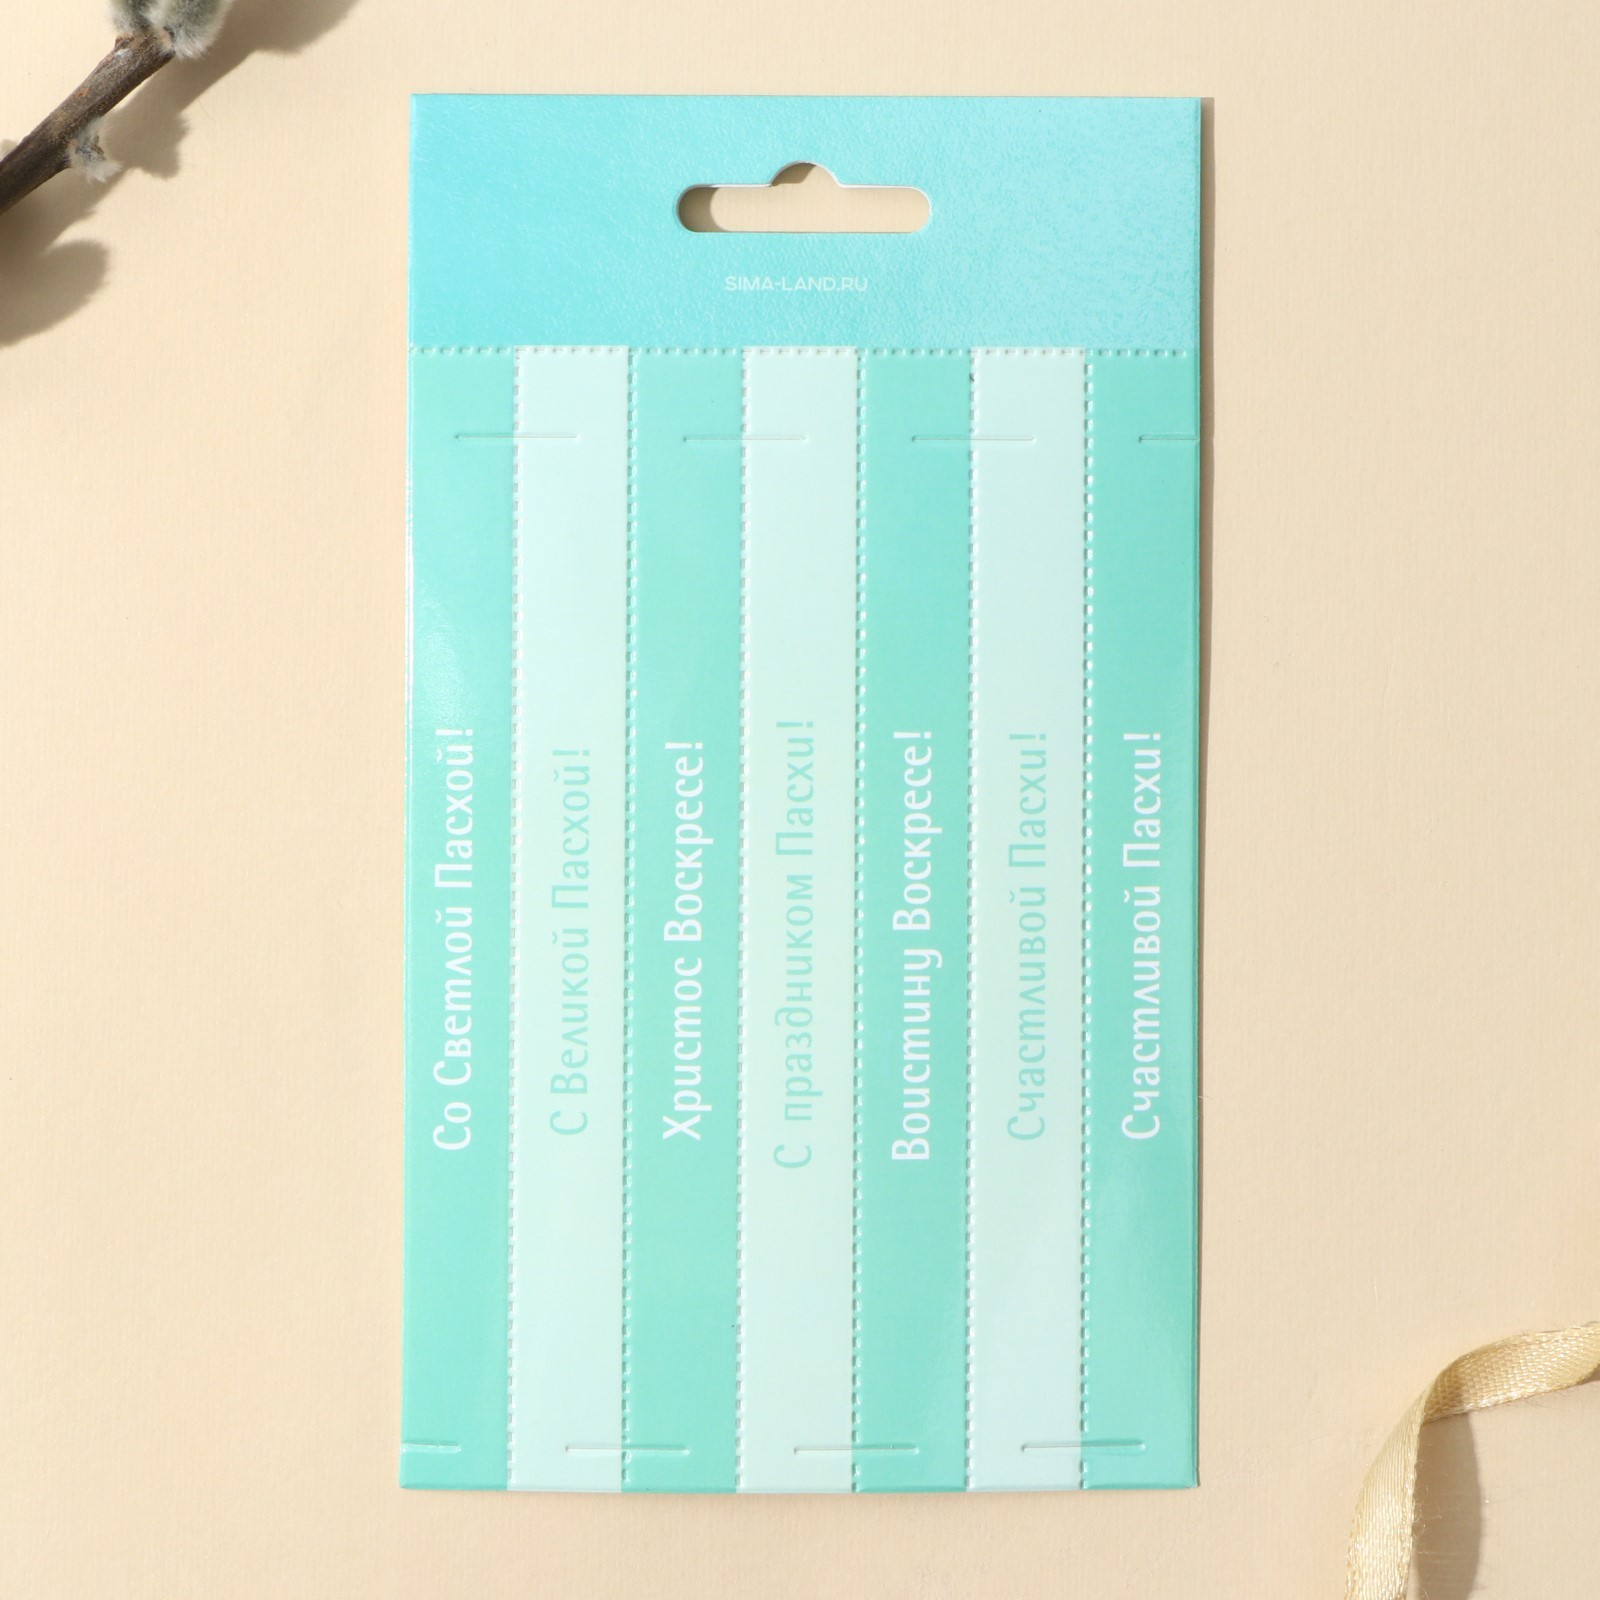 SIMA-LAND.RU
Со Светлой Пасхой!
С Великой Пасхой!
Христос Воскресе!
С праздником Пасхи!
Воистину Воскресе!
Счастливой Пасхи!
Счастливой Пасхи!